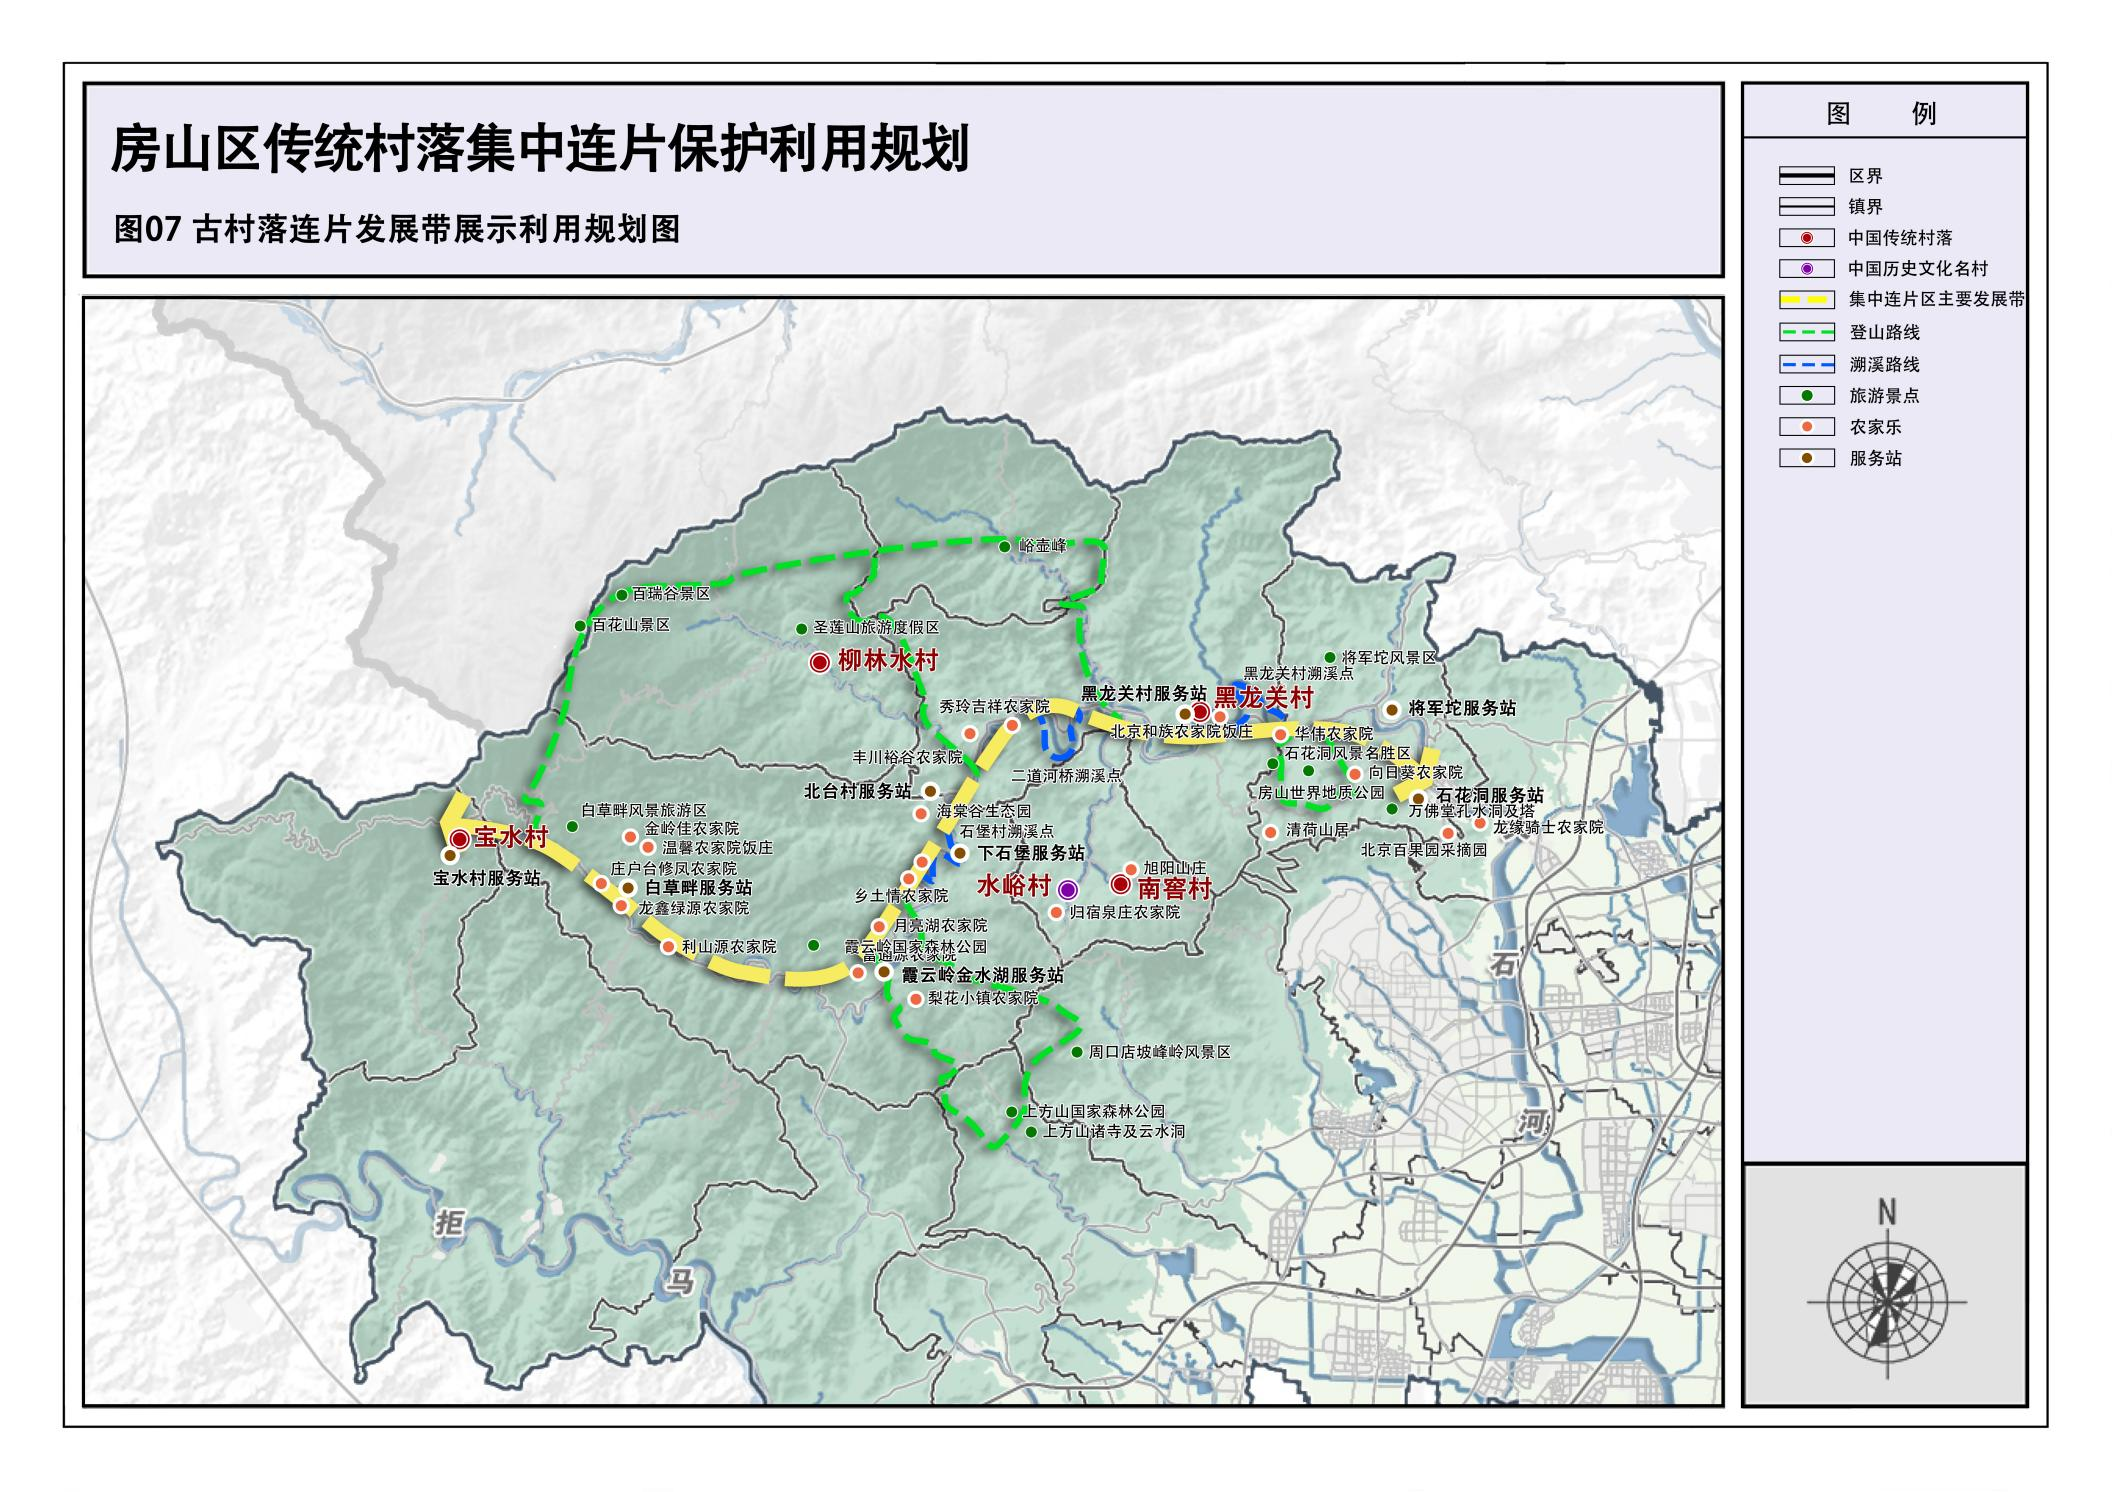 房山区传统村落集中连片保护利用规划
图07 古村落连片发展带展示利用规划图
图 例
区界
镇界
中国传统村落
中国历史文化名村
集中连片区主要发展带
登山路线
溯溪路线
旅游景点
农家乐
服务站
N
峪壶峰
百瑞谷景区
百花山景区
圣莲山旅游度假区
柳林水村
将军坨风景区
黑龙关村溯溪点
黑龙关村服务站
黑龙关村
秀玲吉祥农家院
将军坨服务站
北京和族农家院饭庄
华伟农家院
石花洞风景名胜区
丰川裕谷农家院
二道河桥溯溪点
向日葵农家院
北台村服务站
房山世界地质公园
石花洞服务站
白草畔风景旅游区
海棠谷生态园
万佛堂孔水洞及塔
金岭佳农家院
石堡村溯溪点
清荷山居
龙缘骑士农家院
宝水村
温馨农家院饭庄
下石堡服务站
北京百果园采摘园
庄户台修凤农家院
旭阳山庄
宝水村服务站
白草畔服务站
水峪村
南窖村
乡土情农家院
龙鑫绿源农家院
归宿泉庄农家院
月亮湖农家院
利山源农家院
霞云岭国家森林公园
富通源农家院
霞云岭金水湖服务站
梨花小镇农家院
石
周口店坡峰岭风景区
上方山国家森林公园
河
上方山诸寺及云水洞
拒
马